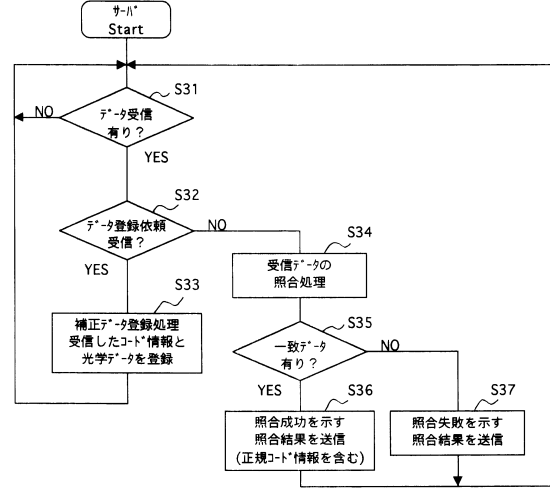 ｻｰﾊﾞ
Start
S31
ﾃﾞｰﾀ受信
有り？
NO
YES
S32
ﾃﾞｰﾀ登録依頼
受信？
NO
YES
S33
補正ﾃﾞｰﾀ登録処理
受信したｺｰﾄﾞ情報と
光学ﾃﾞｰﾀを登録
S34
受信ﾃﾞｰﾀの
照合処理
S35
一致ﾃﾞｰﾀ
有り？
NO
YES
S36
照合成功を示す
照合結果を送信
(正規ｺｰﾄﾞ情報を含む)
S37
照合失敗を示す
照合結果を送信